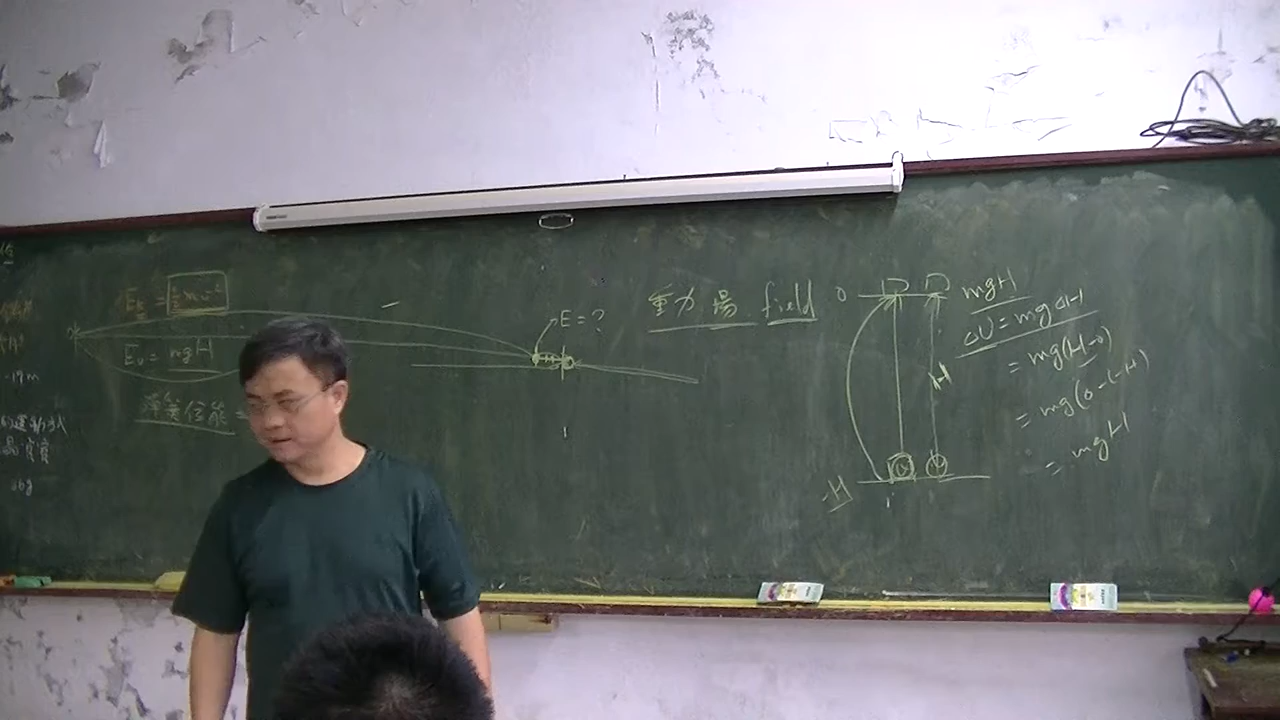 -19m
E_k = ½mv²
E_u = mgH
彈簧位能 =
E = ?
重力場 field
0
-H
H
mgH
ΔU = mgΔH
= mg(H-0)
= mg(0-(-H)
= mgH